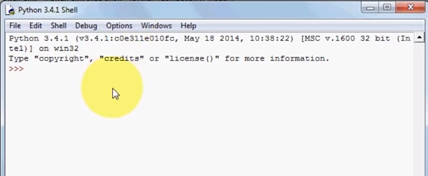 Python 3.4.1 Shell
File Edit Shell Debug Options Windows Help
Python 3.4.1 (v3.4.1:c0e311e010fc, May 18 2014, 10:38:22) [MSC v.1600 32 bit (In
tel)] on win32
Type "copyright", "credits" or "license()" for more information.
>>>